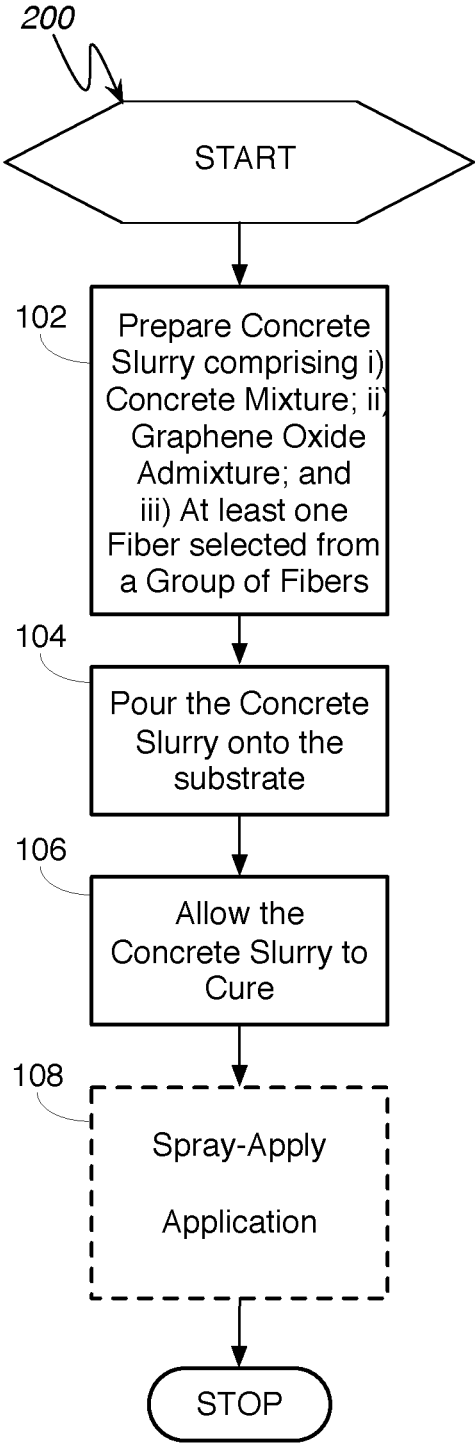 200
START
102
Prepare Concrete
Slurry comprising i)
Concrete Mixture; ii)
Graphene Oxide
Admixture; and
iii) At least one
Fiber selected from
a Group of Fibers
104
Pour the Concrete
Slurry onto the
substrate
106
Allow the
Concrete Slurry to
Cure
108
Spray-Apply
Application
STOP